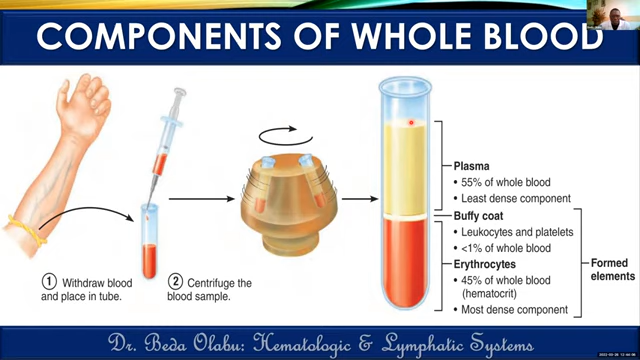 COMPONENTS OF WHOLE BLOOD
Plasma
• 55% of whole blood
• Least dense component
Buffy coat
• Leukocytes and platelets
• <1% of whole blood
Erythrocytes
• 45% of whole blood
(hematocrit)
• Most dense component
Formed
elements
1 Withdraw blood
and place in tube.
2 Centrifuge the
blood sample.
Dr. Beda Olabu: Hematologic & Lymphatic Systems